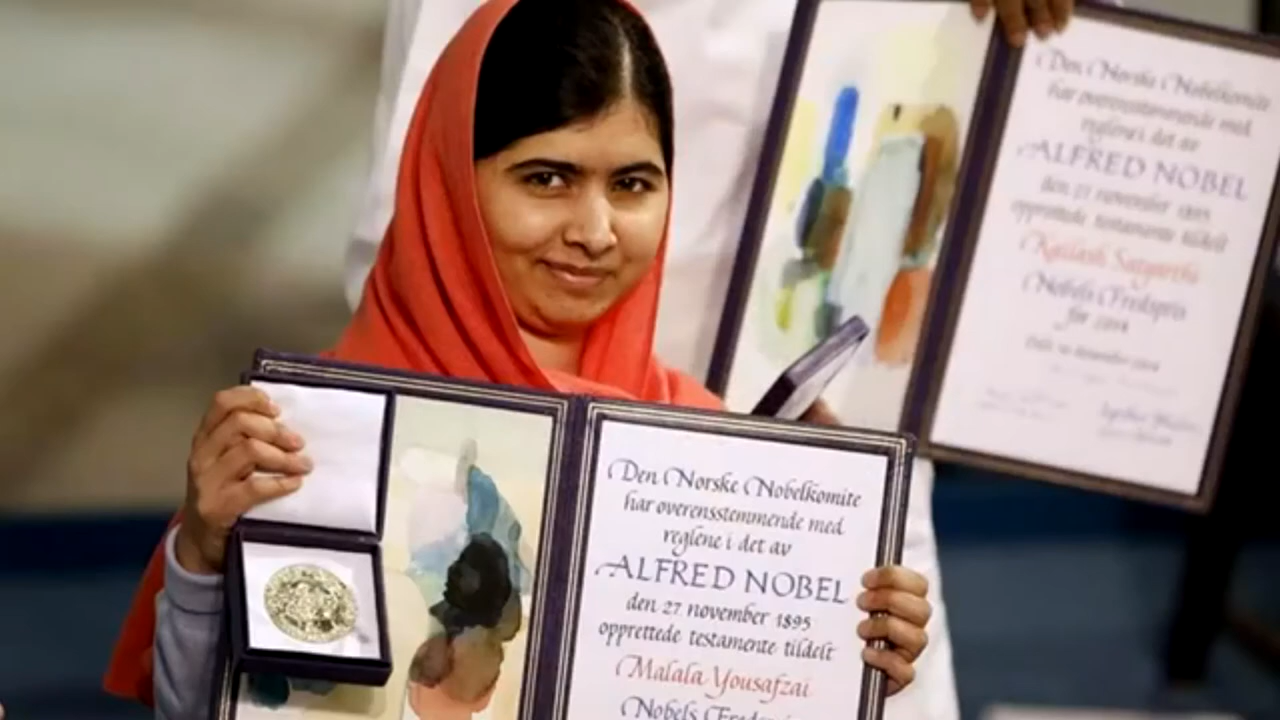 Den Norske Nobelkomite
har overensstemmende med
reglene i det av
ALFRED NOBEL
den 27 november 1895
opprettede testamente tildelt
Malala Yousafzai
Nobels
Den Norske Nobelkomite
har overensstemmende med
reglene i det av
ALFRED NOBEL
den 27 november 1895
opprettede testamente tildelt
Kailash Satyarthi
Nobels Fredspris
for 2014